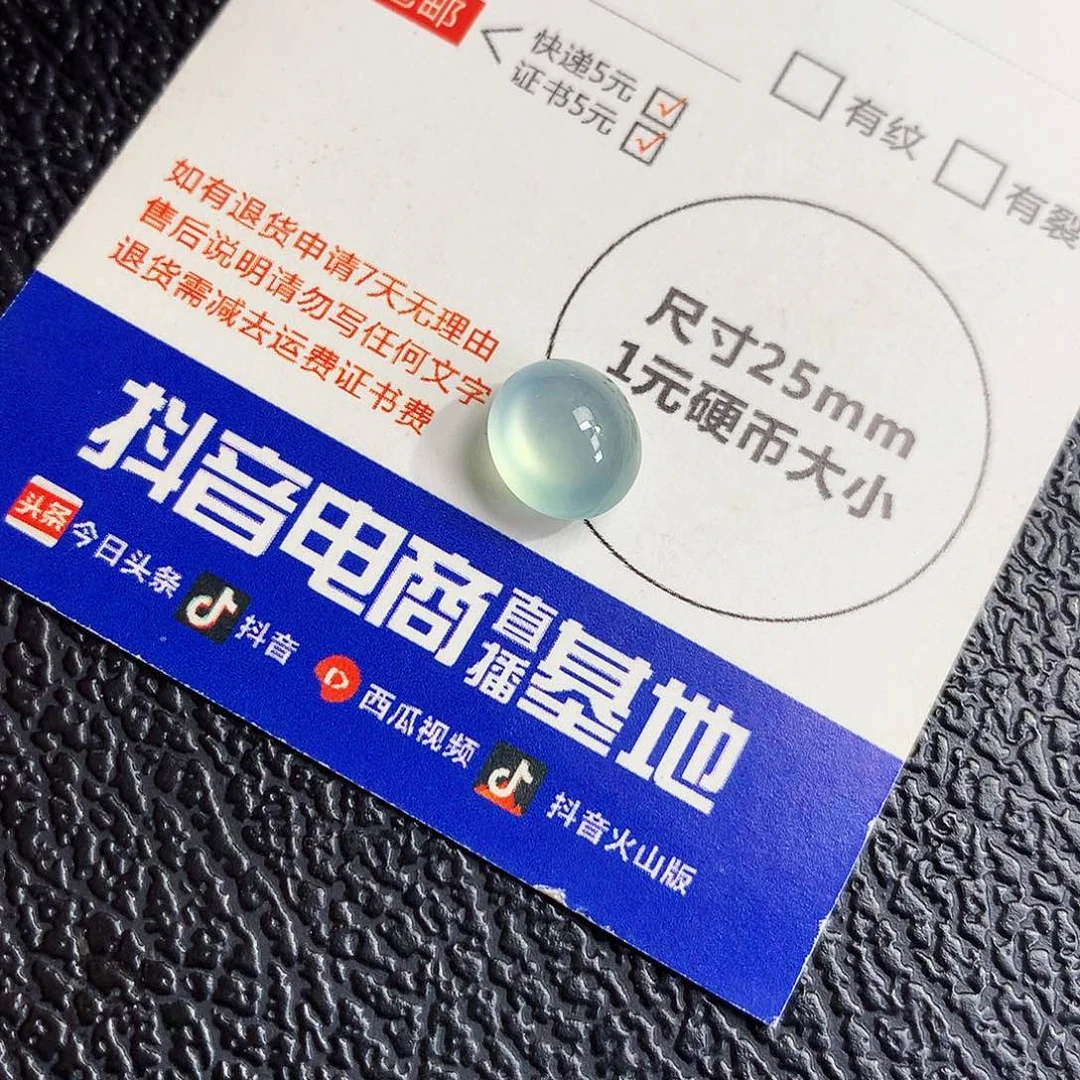 包邮
快递5元
证书5元
有纹
有裂
如有退货申请7天无理由
售后说明请勿写任何文字
退货需减去运费证书费
尺寸25mm
1元硬币大小
抖音电商直播基地
头条 今日头条 抖音 西瓜视频 抖音火山版